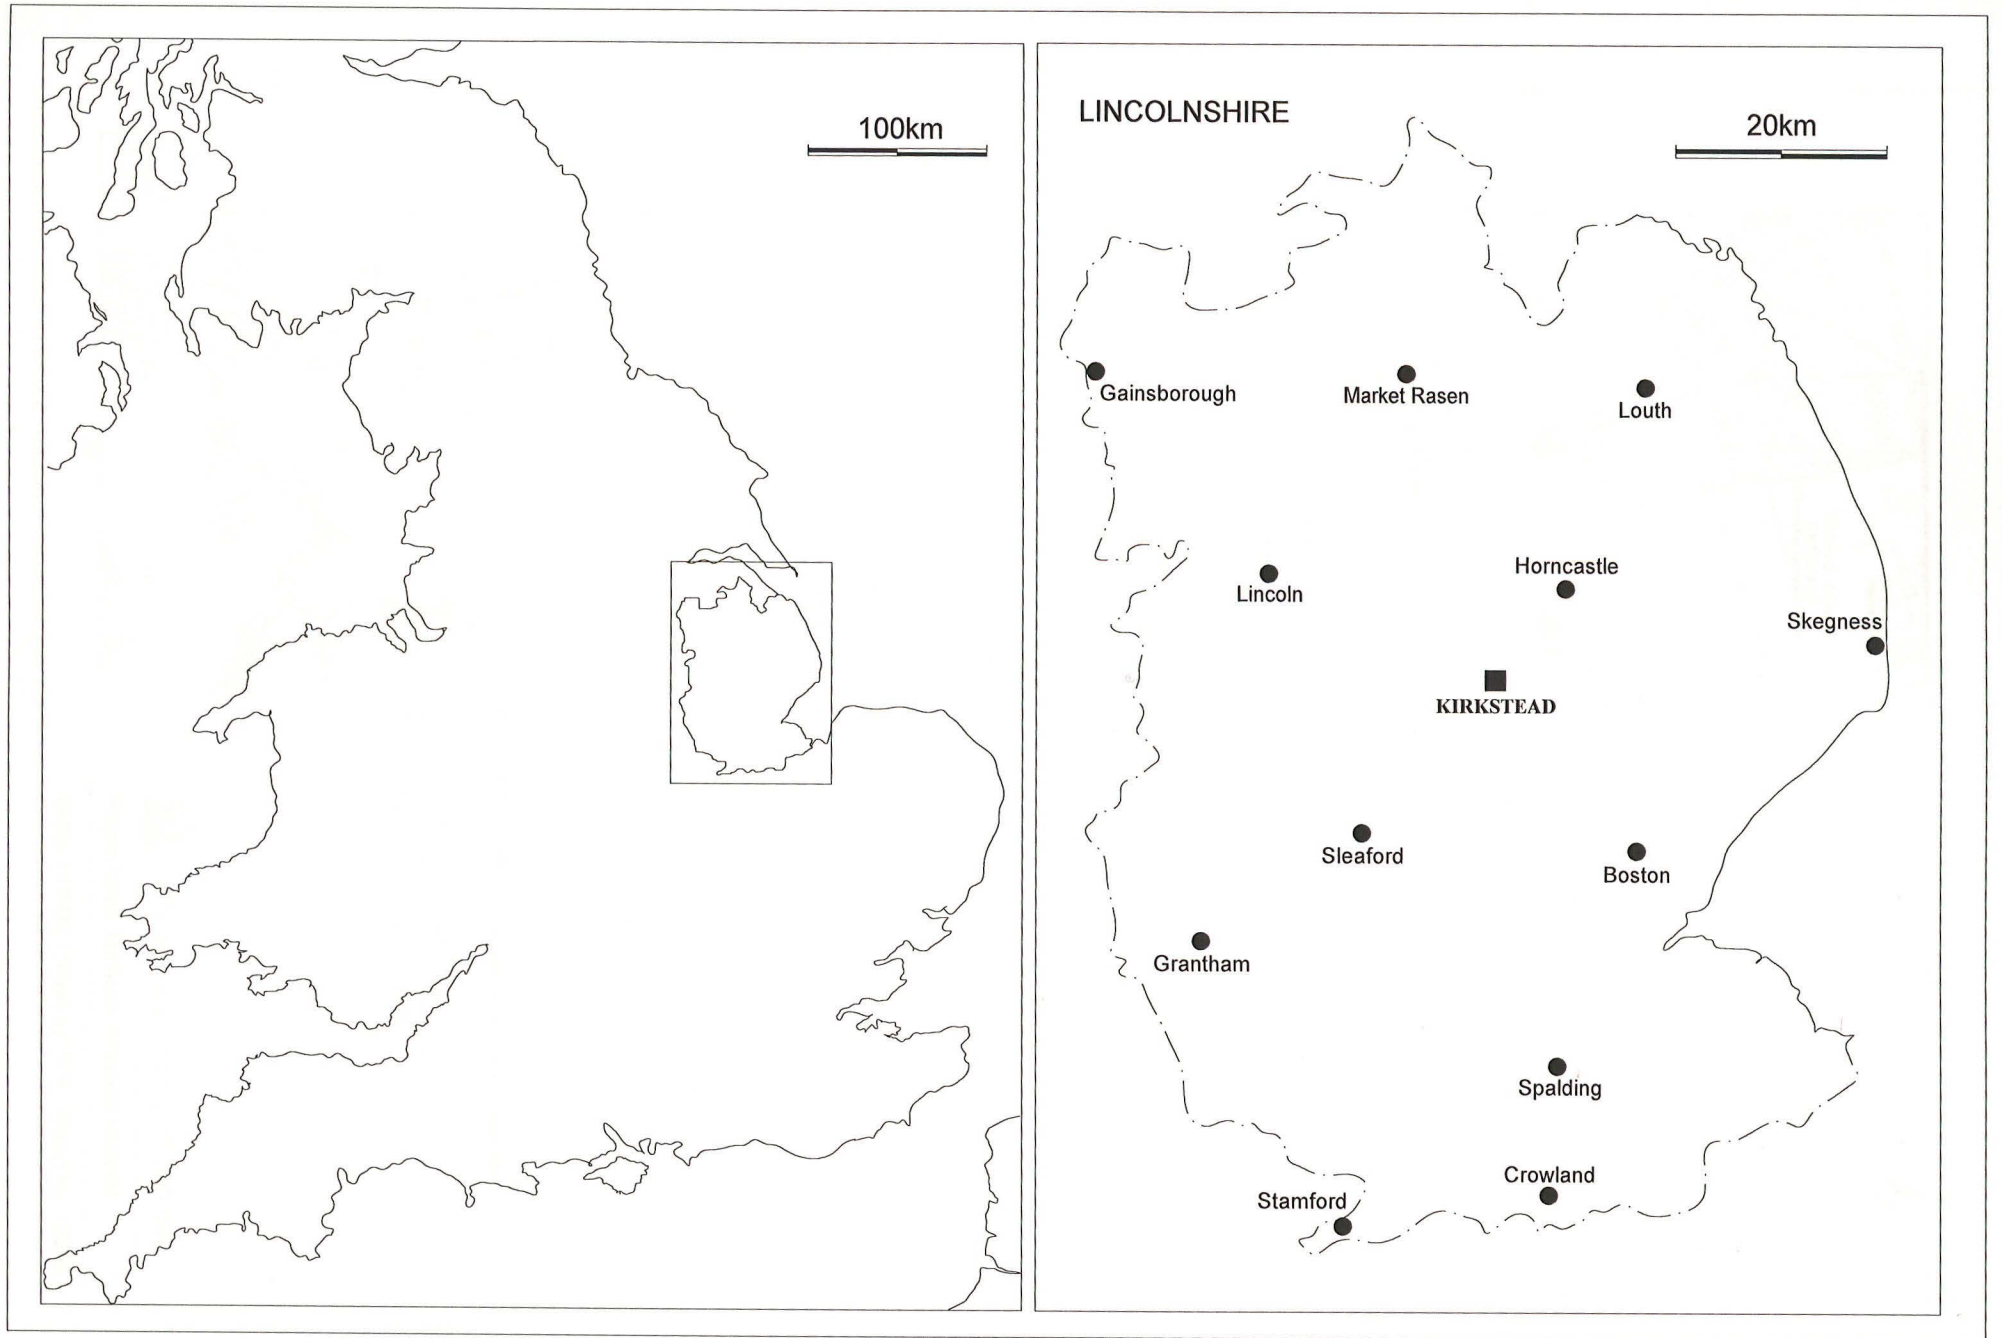 100km
LINCOLNSHIRE
20km
Gainsborough
Market Rasen
Louth
Lincoln
Horncastle
Skegness
KIRKSTEAD
Sleaford
Boston
Grantham
Spalding
Crowland
Stamford